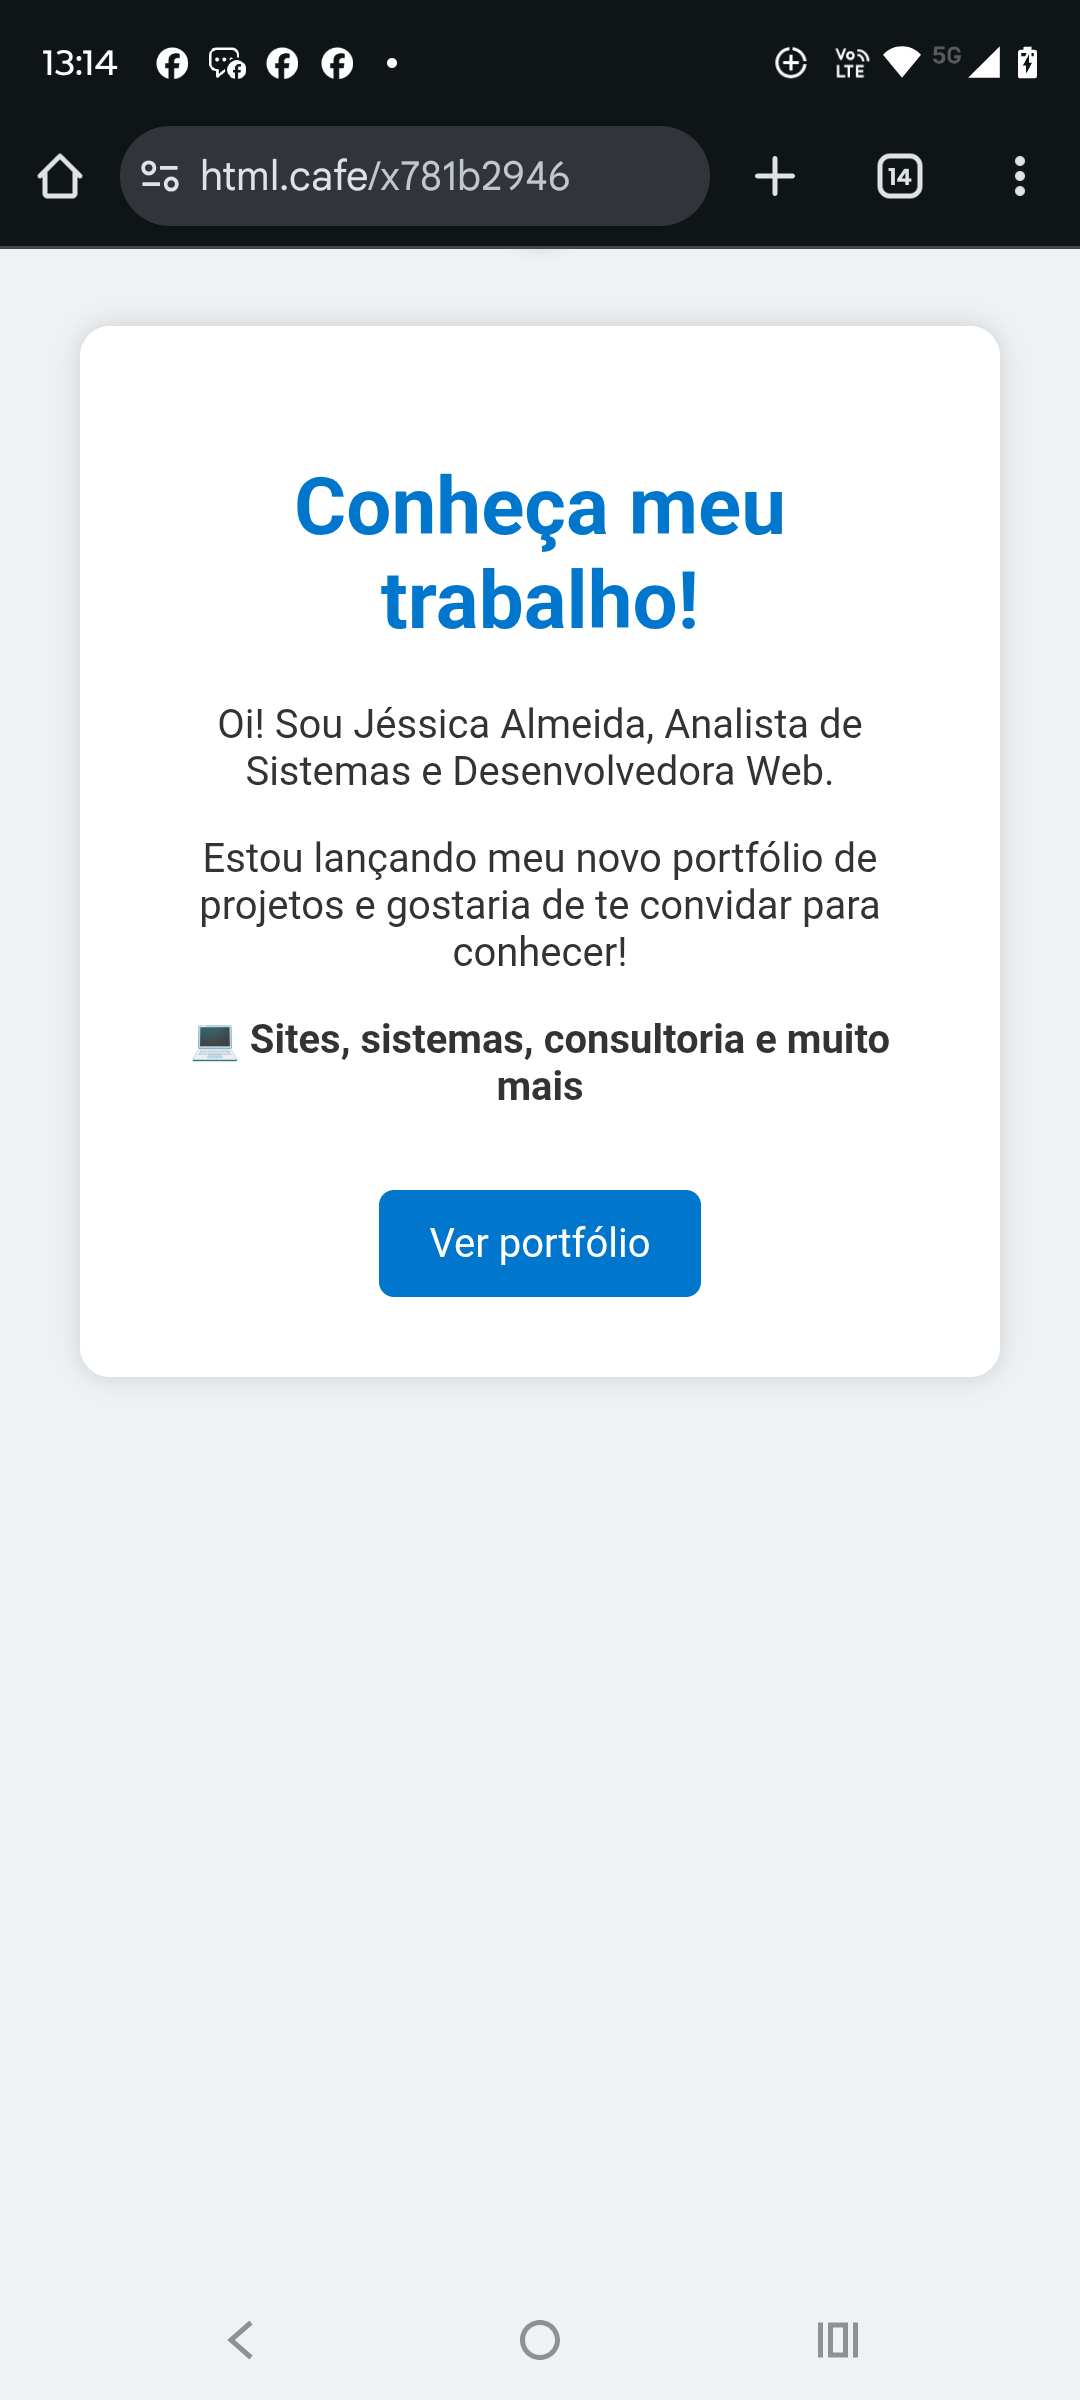 13:14
Vo
LTE
5G
html.cafe/x781b2946
14
Conheça meu
trabalho!
Oi! Sou Jéssica Almeida, Analista de
Sistemas e Desenvolvedora Web.
Estou lançando meu novo portfólio de
projetos e gostaria de te convidar para
conhecer!
💻 Sites, sistemas, consultoria e muito
mais
Ver portfólio